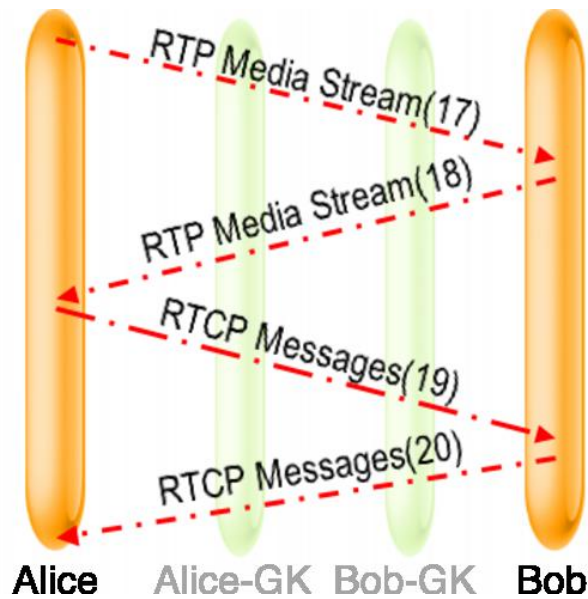 RTP Media Stream(17)
RTP Media Stream(18)
RTCP Messages(19)
RTCP Messages(20)
Alice Alice-GK Bob-GK Bob